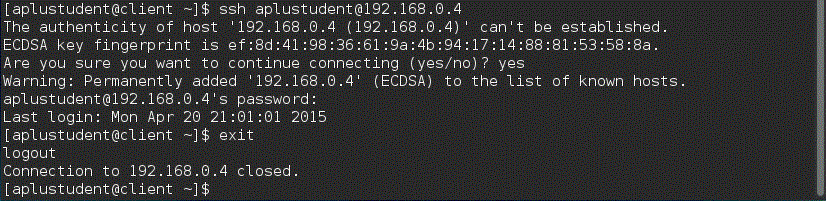 [aplustudent@client ~]$ ssh aplustudent@192.168.0.4
The authenticity of host '192.168.0.4 (192.168.0.4)' can't be established.
ECDSA key fingerprint is ef:8d:41:98:36:61:9a:4b:94:17:14:88:81:53:58:8a.
Are you sure you want to continue connecting (yes/no)? yes
Warning: Permanently added '192.168.0.4' (ECDSA) to the list of known hosts.
aplustudent@192.168.0.4's password:
Last login: Mon Apr 20 21:01:01 2015
[aplustudent@client ~]$ exit
logout
Connection to 192.168.0.4 closed.
[aplustudent@client ~]$